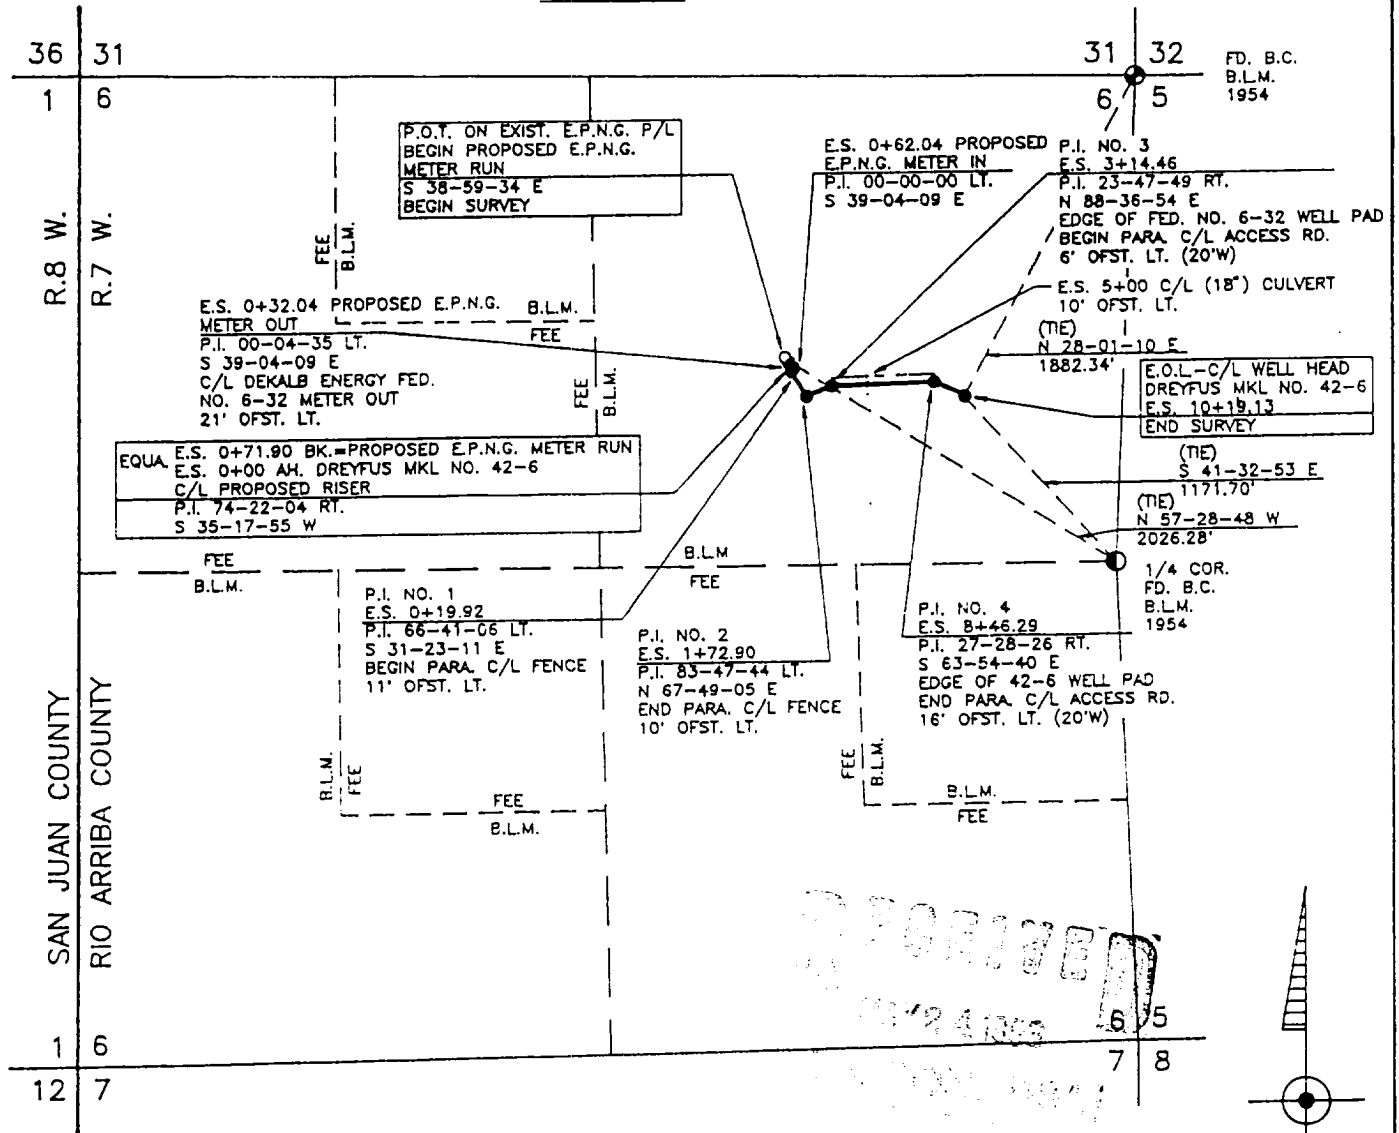 36 31
31 32
FD. B.C.
B.L.M.
1954
1 6
6 5
P.O.T. ON EXIST. E.P.N.G. P/L
BEGIN PROPOSED E.P.N.G.
METER RUN
S 38-59-34 E
BEGIN SURVEY
E.S. 0+62.04 PROPOSED
E.P.N.G. METER IN
P.I. 00-00-00 LT.
S 39-04-09 E
P.I. NO. 3
E.S. 3+14.46
P.I. 23-47-49 RT.
N 88-36-54 E
EDGE OF FED. NO. 6-32 WELL PAD
BEGIN PARA. C/L ACCESS RD.
6' OFST. LT. (20'W)
E.S. 5+00 C/L (18") CULVERT
10' OFST. LT.
R.8 W.
R.7 W.
FEE
B.L.M.
E.S. 0+32.04 PROPOSED E.P.N.G.
METER OUT
P.I. 00-04-35 LT.
S 39-04-09 E
C/L DEKALB ENERGY FED.
NO. 6-32 METER OUT
21' OFST. LT.
B.L.M.
FEE
FEE
B.L.M.
(TIE)
N 28-01-10 E
1882.34'
E.O.L-C/L WELL HEAD
DREYFUS MKL NO. 42-6
E.S. 10+19.13
END SURVEY
EQUA. E.S. 0+71.90 BK.=PROPOSED E.P.N.G. METER RUN
E.S. 0+00 AH. DREYFUS MKL NO. 42-6
C/L PROPOSED RISER
P.I. 74-22-04 RT.
S 35-17-55 W
(TIE)
S 41-32-53 E
1171.70'
(TIE)
N 57-28-48 W
2026.28'
FEE
B.L.M.
B.L.M
FEE
1/4 COR.
FD. B.C.
B.L.M.
1954
P.I. NO. 1
E.S. 0+19.92
P.I. 66-41-06 LT.
S 31-23-11 E
BEGIN PARA. C/L FENCE
11' OFST. LT.
P.I. NO. 2
E.S. 1+72.90
P.I. 83-47-44 LT.
N 67-49-05 E
END PARA. C/L FENCE
10' OFST. LT.
P.I. NO. 4
E.S. 8+46.29
P.I. 27-28-26 RT.
S 63-54-40 E
EDGE OF 42-6 WELL PAD
END PARA. C/L ACCESS RD.
16' OFST. LT. (20'W)
SAN JUAN COUNTY
RIO ARRIBA COUNTY
B.L.M.
FEE
FEE
B.L.M.
FEE
B.L.M.
B.L.M.
FEE
6 5
7 8
1 6
12 7